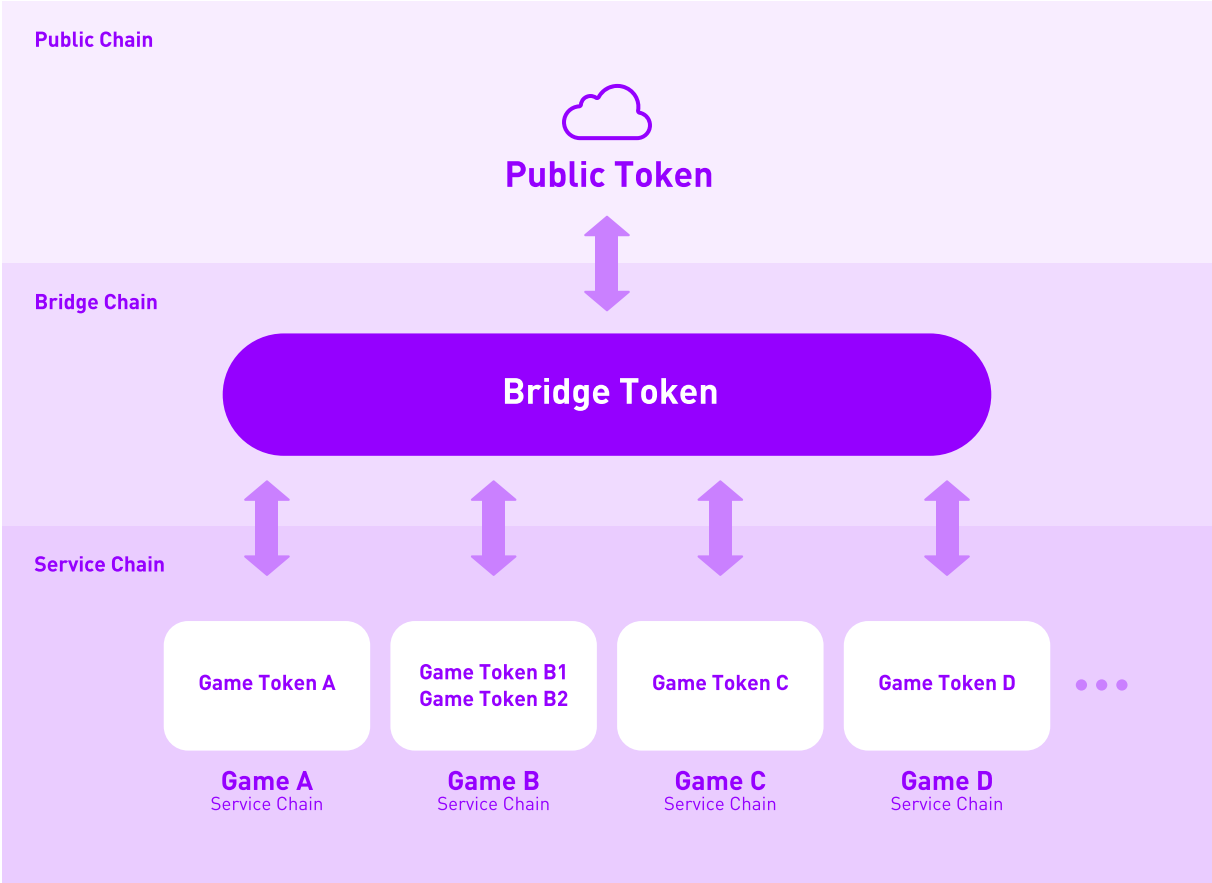 Public Chain
Public Token
Bridge Chain
Bridge Token
Service Chain
Game Token A
Game Token B1
Game Token B2
Game Token C
Game Token D
Game A
Service Chain
Game B
Service Chain
Game C
Service Chain
Game D
Service Chain